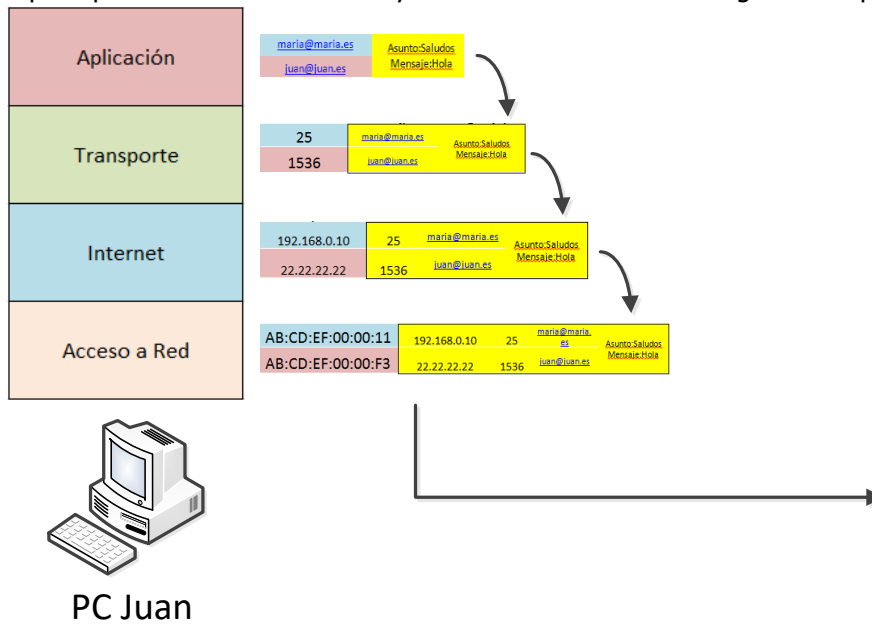 Aplicación
maria@maria.es
juan@juan.es
Asunto:Saludos
Mensaje:Hola
Transporte
25
1536
maria@maria.es
juan@juan.es
Asunto:Saludos
Mensaje:Hola
Internet
192.168.0.10
22.22.22.22
25
1536
maria@maria.es
juan@juan.es
Asunto:Saludos
Mensaje:Hola
Acceso a Red
AB:CD:EF:00:00:11
AB:CD:EF:00:00:F3
192.168.0.10
22.22.22.22
25
1536
maria@maria.
es
juan@juan.es
Asunto:Saludos
Mensaje:Hola
PC Juan